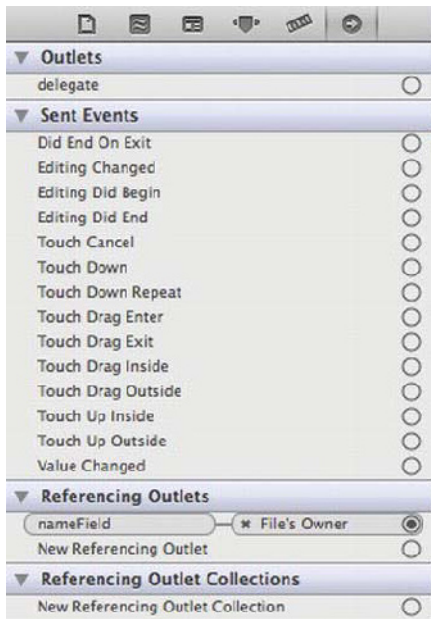 Outlets
delegate
Sent Events
Did End On Exit
Editing Changed
Editing Did Begin
Editing Did End
Touch Cancel
Touch Down
Touch Down Repeat
Touch Drag Enter
Touch Drag Exit
Touch Drag Inside
Touch Drag Outside
Touch Up Inside
Touch Up Outside
Value Changed
Referencing Outlets
nameField File's Owner
New Referencing Outlet
Referencing Outlet Collections
New Referencing Outlet Collection